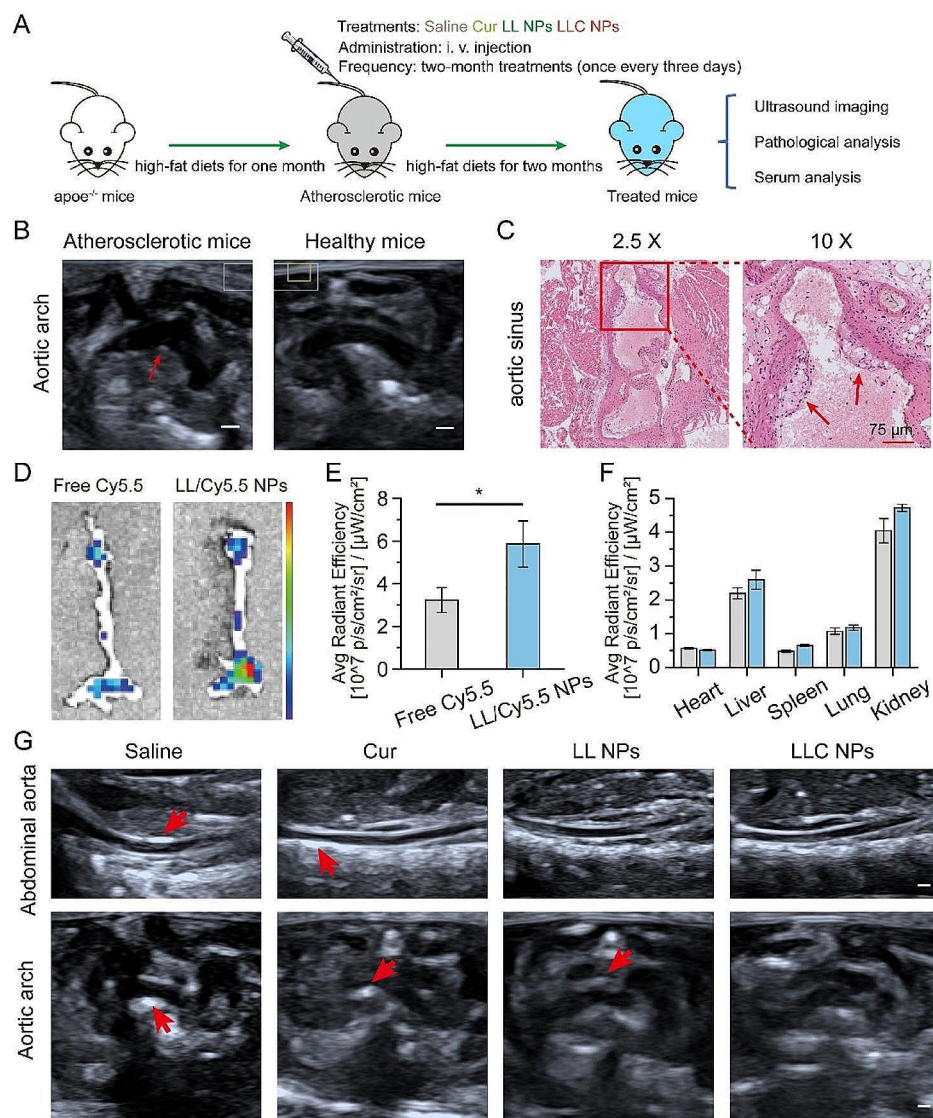 A
Treatments: Saline Cur LL NPs LLC NPs
Administration: i. v. injection
Frequency: two-month treatments (once every three days)
high-fat diets for one month
high-fat diets for two months
apoe⁻/⁻ mice
Atherosclerotic mice
Treated mice
Ultrasound imaging
Pathological analysis
Serum analysis
B
Atherosclerotic mice
Healthy mice
Aortic arch
C
2.5 X
10 X
aortic sinus
75 µm
D
Free Cy5.5
LL/Cy5.5 NPs
E
Avg Radiant Efficiency
[10^7 p/s/cm²/sr] / [µW/cm²]
8
6
4
2
0
*
Free Cy5.5
LL/Cy5.5 NPs
F
Avg Radiant Efficiency
[10^7 p/s/cm²/sr] / [µW/cm²]
5
4
3
2
1
0
Heart
Liver
Spleen
Lung
Kidney
G
Saline
Cur
LL NPs
LLC NPs
Abdominal aorta
Aortic arch